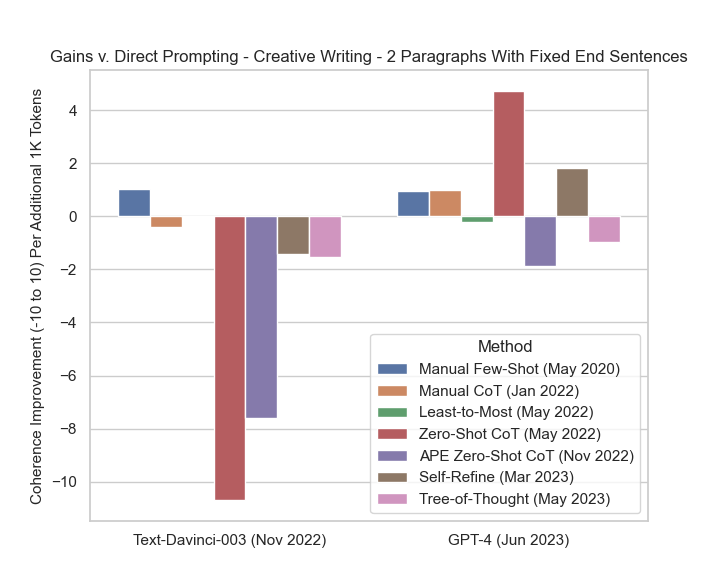 Gains v. Direct Prompting - Creative Writing - 2 Paragraphs With Fixed End Sentences
Coherence Improvement (-10 to 10) Per Additional 1K Tokens
4
2
0
−2
−4
−6
−8
−10
Method
Manual Few-Shot (May 2020)
Manual CoT (Jan 2022)
Least-to-Most (May 2022)
Zero-Shot CoT (May 2022)
APE Zero-Shot CoT (Nov 2022)
Self-Refine (Mar 2023)
Tree-of-Thought (May 2023)
Text-Davinci-003 (Nov 2022)
GPT-4 (Jun 2023)